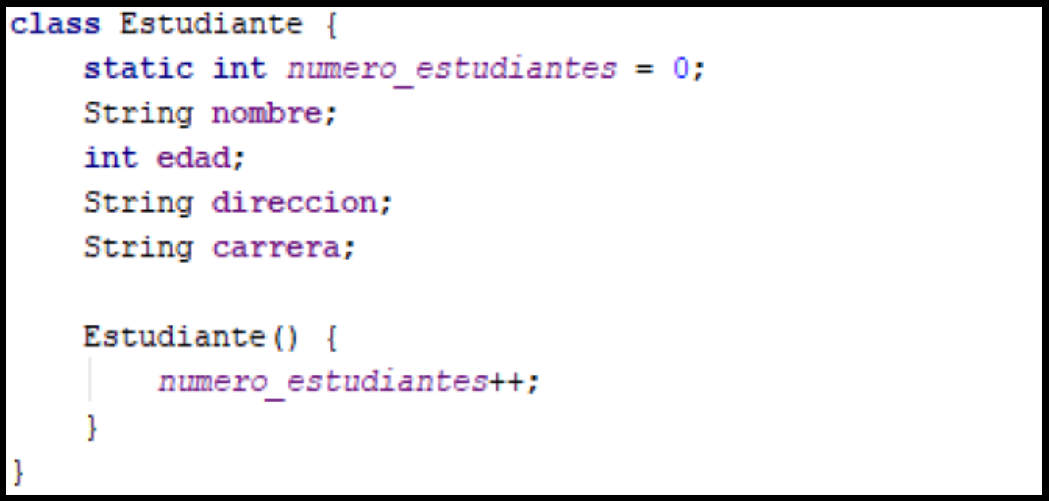 class Estudiante {
    static int numero_estudiantes = 0;
    String nombre;
    int edad;
    String direccion;
    String carrera;

    Estudiante() {
        numero_estudiantes++;
    }
}